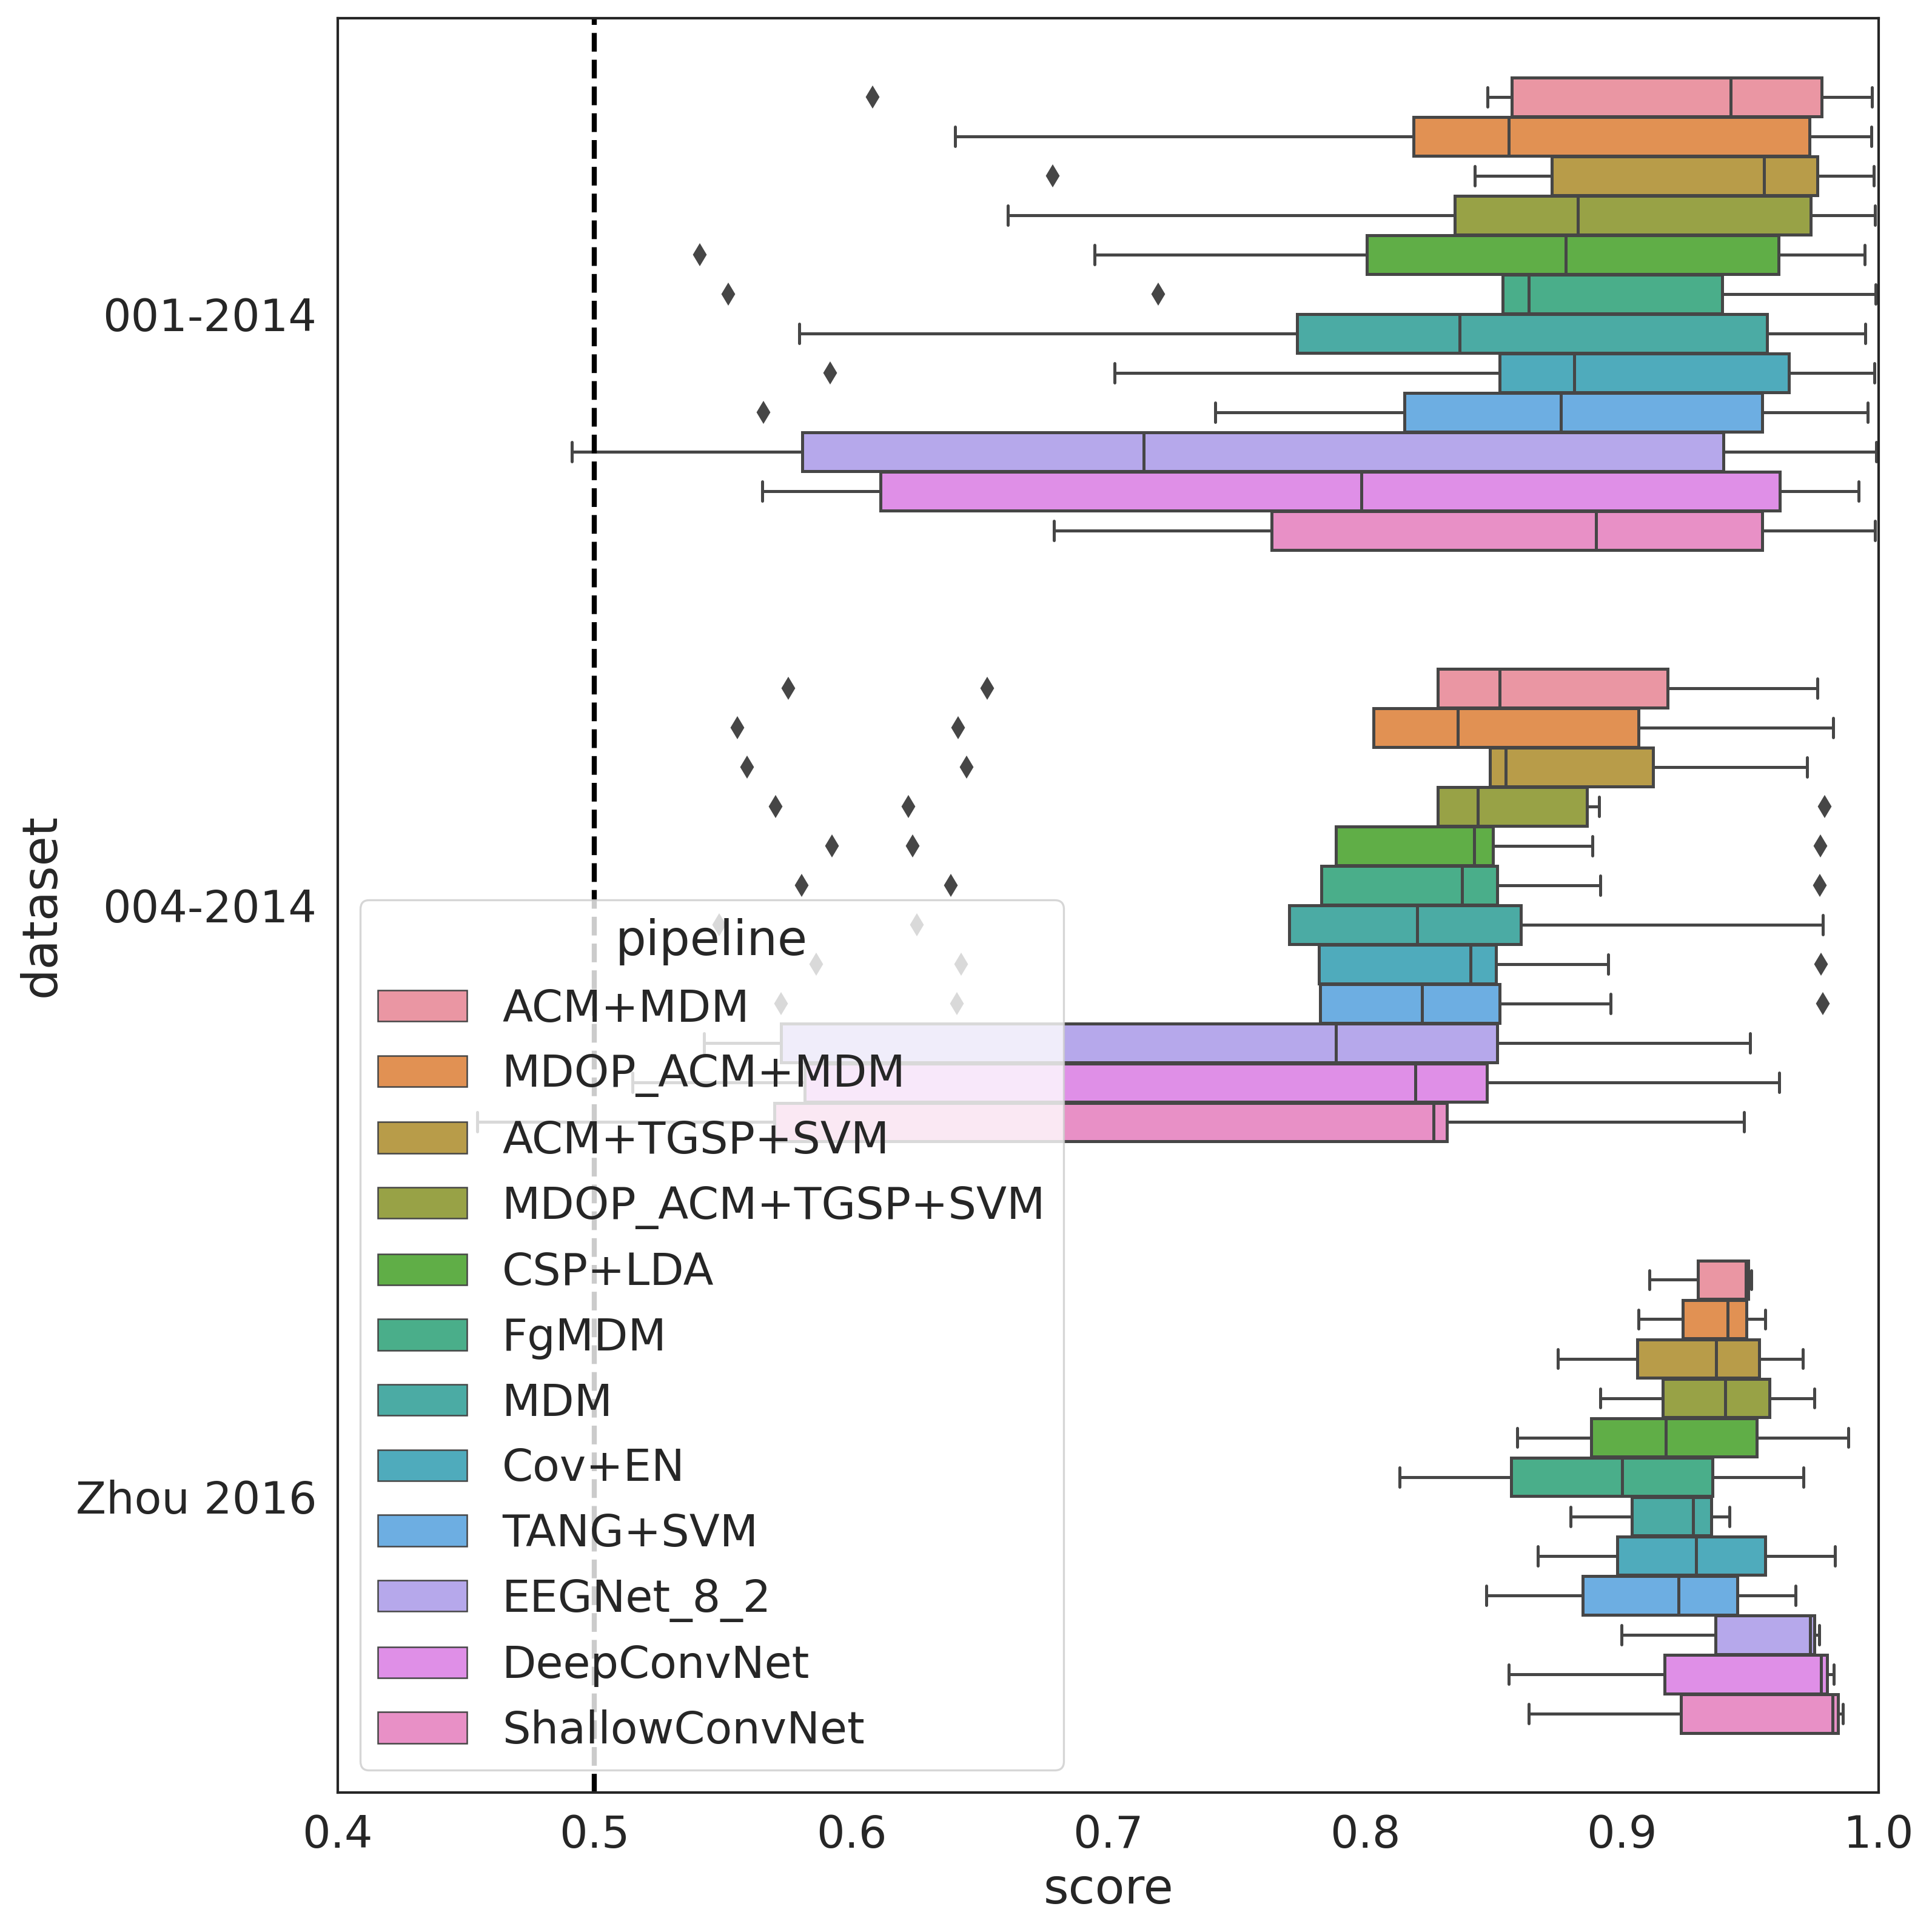 001-2014
004-2014
Zhou 2016
dataset
pipeline
ACM+MDM
MDOP_ACM+MDM
ACM+TGSP+SVM
MDOP_ACM+TGSP+SVM
CSP+LDA
FgMDM
MDM
Cov+EN
TANG+SVM
EEGNet_8_2
DeepConvNet
ShallowConvNet
0.4 0.5 0.6 0.7 0.8 0.9 1.0
score